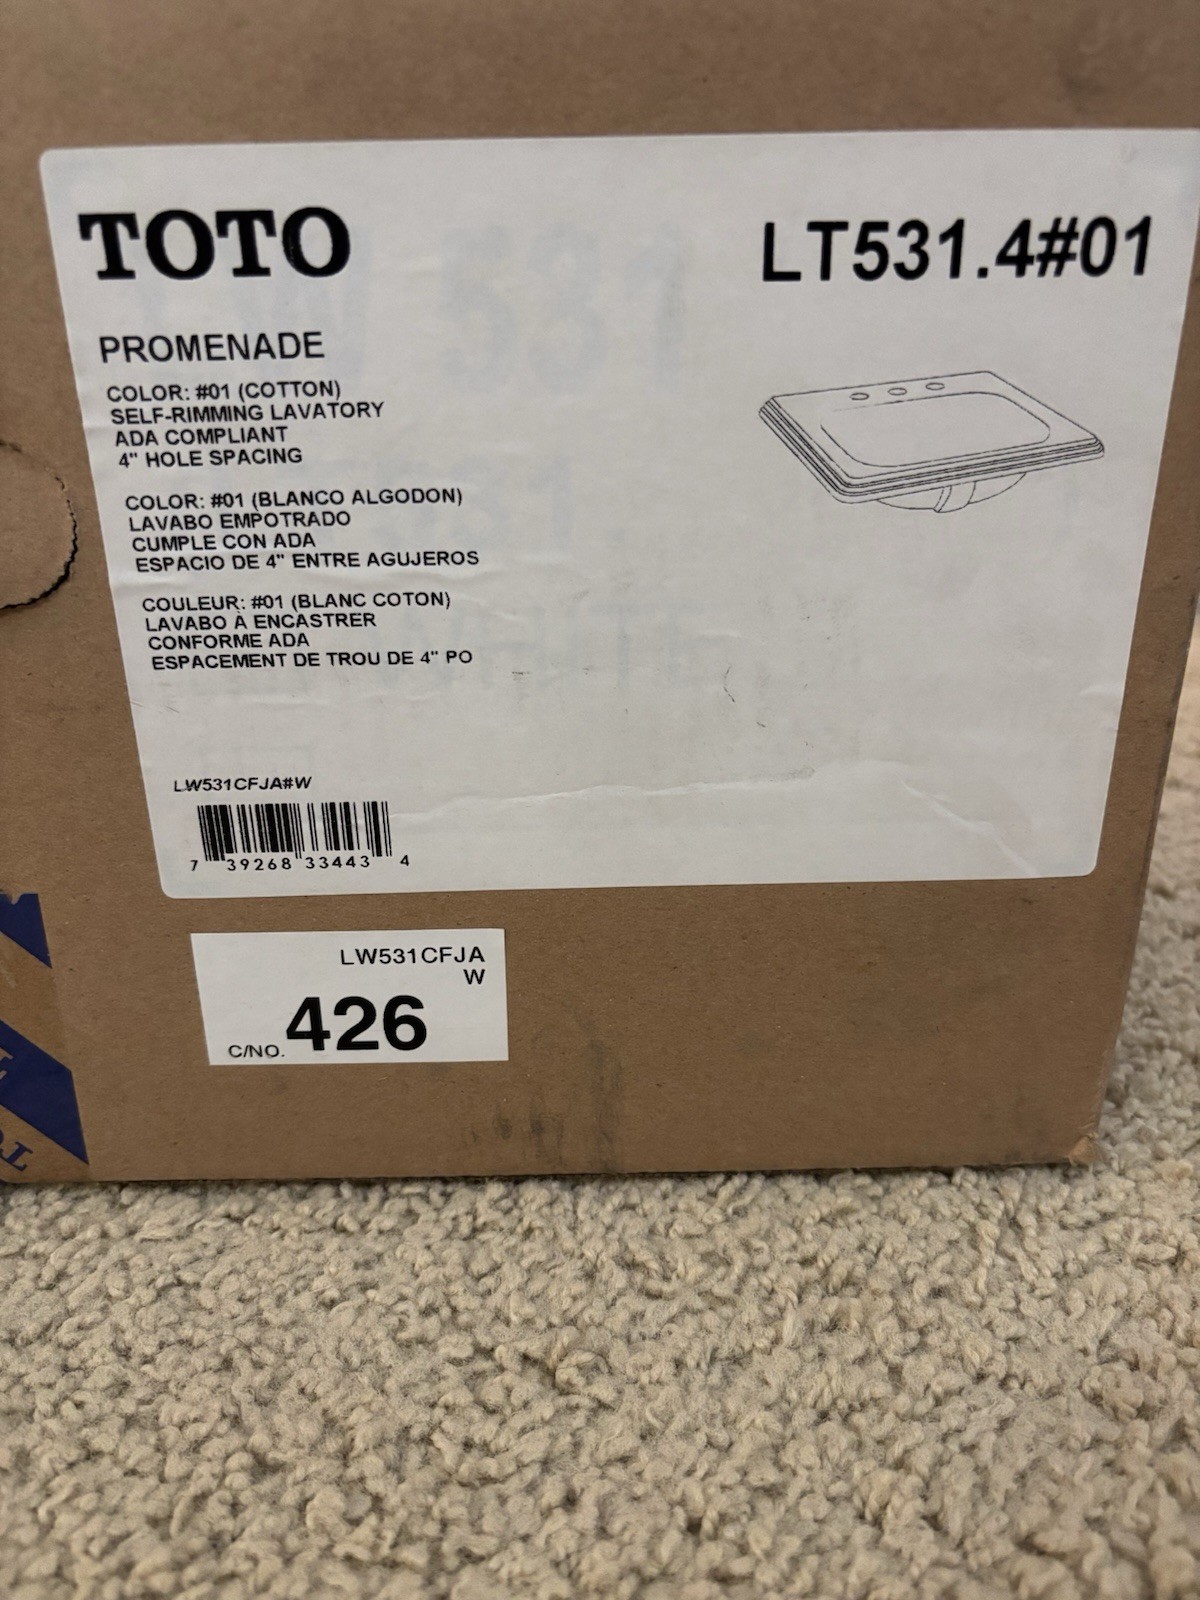 TOTO
LT531.4#01
PROMENADE
COLOR: #01 (COTTON)
SELF-RIMMING LAVATORY
ADA COMPLIANT
4" HOLE SPACING
COLOR: #01 (BLANCO ALGODON)
LAVABO EMPOTRADO
CUMPLE CON ADA
ESPACIO DE 4" ENTRE AGUJEROS
COULEUR: #01 (BLANC COTON)
LAVABO À ENCASTRER
CONFORME ADA
ESPACEMENT DE TROU DE 4" PO
LW531CFJA#W
7 39268 33443 4
LW531CFJA
W
C/NO. 426